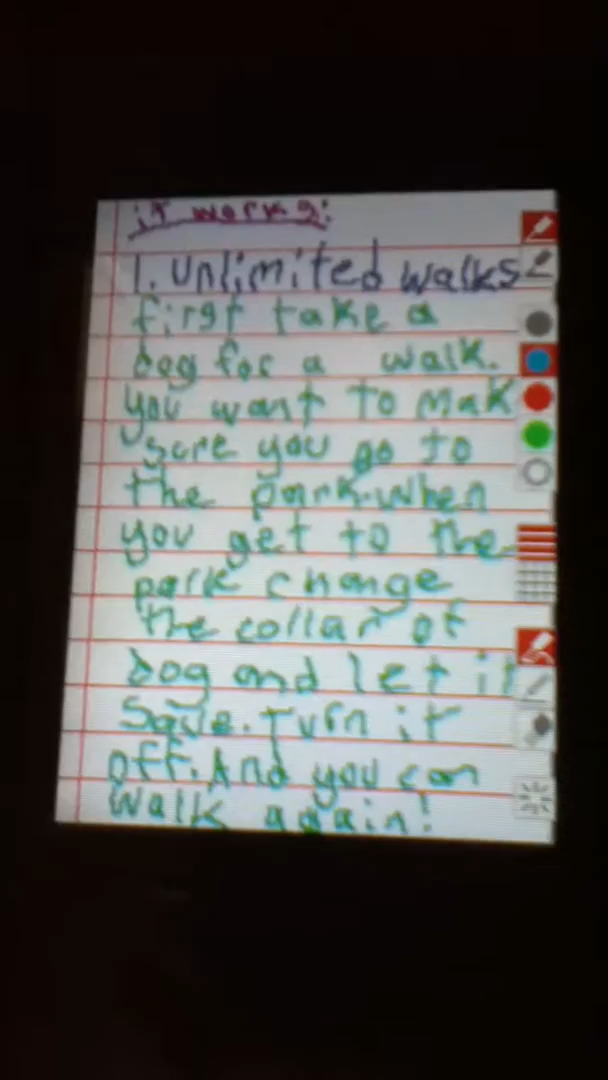 it works:
1. Unlimited walks
first take a
dog for a walk.
you want to mak
sure you go to
the park.when
you get to the
park change
the collar of
dog and let it
save.Turn it
off.And you can
walk again!